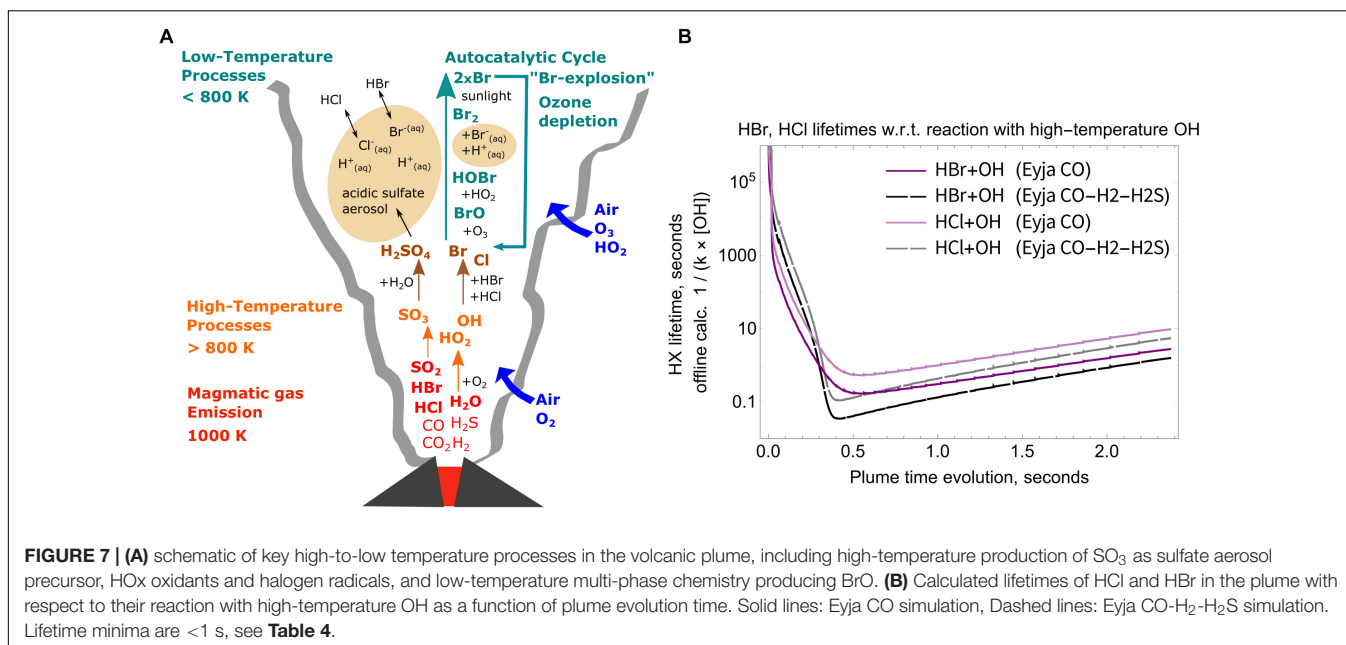 A
Low-Temperature
Processes
< 800 K
HCl
HBr
Br⁻(aq)
Cl⁻(aq)
H⁺(aq)
H⁺(aq)
acidic sulfate
aerosol
H₂SO₄
+H₂O
SO₃
Autocatalytic Cycle
2xBr "Br-explosion"
sunlight
Ozone
depletion
Br₂
+Br⁻(aq)
+H⁺(aq)
HOBr
+HO₂
BrO
+O₃
Br
Cl
+HBr
+HCl
OH
HO₂
Air
O₃
HO₂
High-Temperature
Processes
> 800 K
SO₂
HBr
HCl
CO
CO₂
+O₂
H₂O
H₂S
H₂
Air
O₂
Magmatic gas
Emission
1000 K
B
HBr, HCl lifetimes w.r.t. reaction with high–temperature OH
HX lifetime, seconds
offline calc. 1 / (k × [OH])
10⁵
1000
10
0.1
HBr+OH (Eyja CO)
HBr+OH (Eyja CO–H2–H2S)
HCl+OH (Eyja CO)
HCl+OH (Eyja CO–H2–H2S)
0.0 0.5 1.0 1.5 2.0
Plume time evolution, seconds
FIGURE 7 | (A) schematic of key high-to-low temperature processes in the volcanic plume, including high-temperature production of SO₃ as sulfate aerosol
precursor, HOx oxidants and halogen radicals, and low-temperature multi-phase chemistry producing BrO. (B) Calculated lifetimes of HCl and HBr in the plume with
respect to their reaction with high-temperature OH as a function of plume evolution time. Solid lines: Eyja CO simulation, Dashed lines: Eyja CO-H₂-H₂S simulation.
Lifetime minima are <1 s, see Table 4.